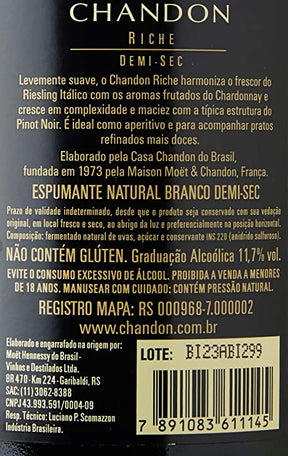 CHANDON
RICHE
DEMI-SEC
Levemente suave, o Chandon Riche harmoniza o frescor do
Riesling Itálico com os aromas frutados do Chardonnay e
cresce em complexidade e maciez com a típica estrutura do
Pinot Noir. É ideal como aperitivo e para acompanhar pratos
refinados mais doces.
Elaborado pela Casa Chandon do Brasil,
fundada em 1973 pela Maison Moët & Chandon, França.
ESPUMANTE NATURAL BRANCO DEMI-SEC
Prazo de validade indeterminado, desde que o produto seja conservado com sua vedação
original, em local fresco e seco, ao abrigo da luz e preferencialmente na posição horizontal.
Composição: fermentado natural de uvas, açúcar e conservante INS 220 (anidrido sulfuroso).
NÃO CONTÉM GLÚTEN. Graduação Alcoólica 11,7% vol.
EVITE O CONSUMO EXCESSIVO DE ÁLCOOL. PROIBIDA A VENDA A MENORES
DE 18 ANOS. MANUSEAR COM CUIDADO: CONTÉM PRESSÃO NATURAL.
REGISTRO MAPA: RS 000968-7.000002
www.chandon.com.br
Elaborado e engarrafado na origem por:
Moët Hennessy do Brasil -
Vinhos e Destilados Ltda.
BR 470 - Km 224 - Garibaldi, RS
SAC: (11) 3062-8388
CNPJ 43.993.591/0004-09
Resp. Técnico: Luciano P. Scomazzon
Indústria Brasileira.
LOTE: BI23ABI299
7 891083 611145